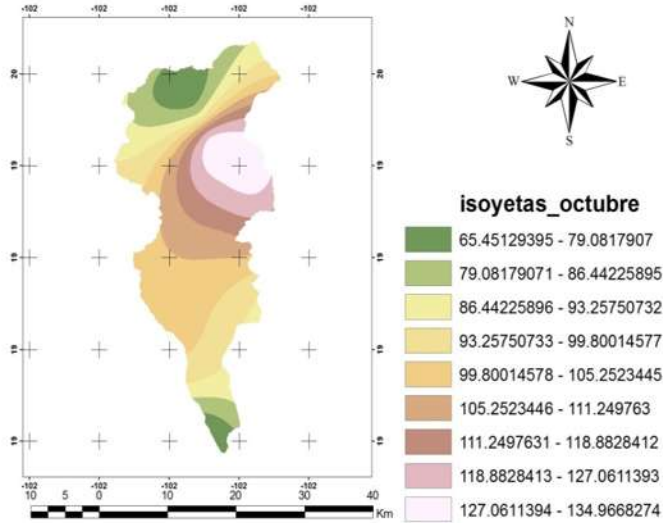 -102 -102 -102 -102 -102
N
W E
S
20 20
19 19
19 19
19 19
19 19
-102 -102 -102 -102 -102
10 5 0 10 20 30 40
Km
isoyetas_octubre
65.45129395 - 79.0817907
79.08179071 - 86.44225895
86.44225896 - 93.25750732
93.25750733 - 99.80014577
99.80014578 - 105.2523445
105.2523446 - 111.249763
111.2497631 - 118.8828412
118.8828413 - 127.0611393
127.0611394 - 134.9668274